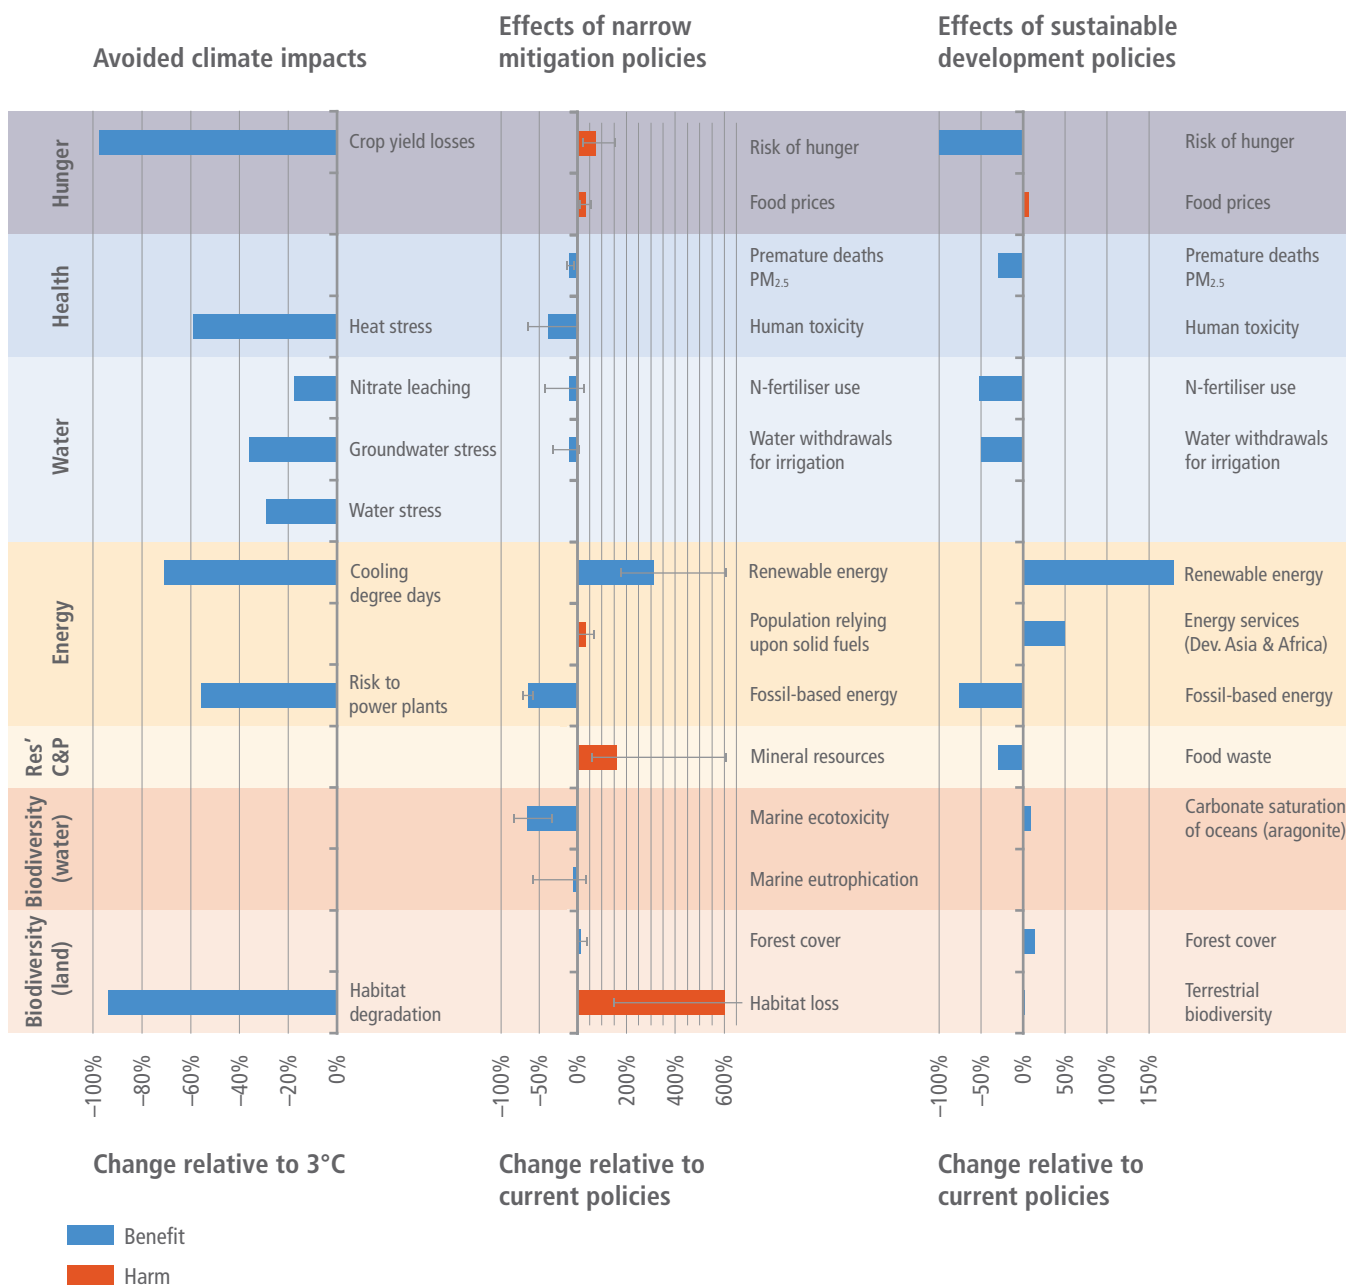 Avoided climate impacts
Effects of narrow
mitigation policies
Effects of sustainable
development policies
Hunger
Crop yield losses
Risk of hunger
Risk of hunger
Food prices
Food prices
Health
Premature deaths
PM2.5
Premature deaths
PM2.5
Heat stress
Human toxicity
Human toxicity
Water
Nitrate leaching
N-fertiliser use
N-fertiliser use
Groundwater stress
Water withdrawals
for irrigation
Water withdrawals
for irrigation
Water stress
Energy
Cooling
degree days
Renewable energy
Renewable energy
Population relying
upon solid fuels
Energy services
(Dev. Asia & Africa)
Risk to
power plants
Fossil-based energy
Fossil-based energy
Res'
C&P
Mineral resources
Food waste
Biodiversity
(water)
Marine ecotoxicity
Carbonate saturation
of oceans (aragonite)
Marine eutrophication
Biodiversity
(land)
Forest cover
Forest cover
Habitat
degradation
Habitat loss
Terrestrial
biodiversity
–100%
–80%
–60%
–40%
–20%
0%
–100%
–50%
0%
200%
400%
600%
–100%
–50%
0%
50%
100%
150%
Change relative to 3°C
Change relative to
current policies
Change relative to
current policies
Benefit
Harm